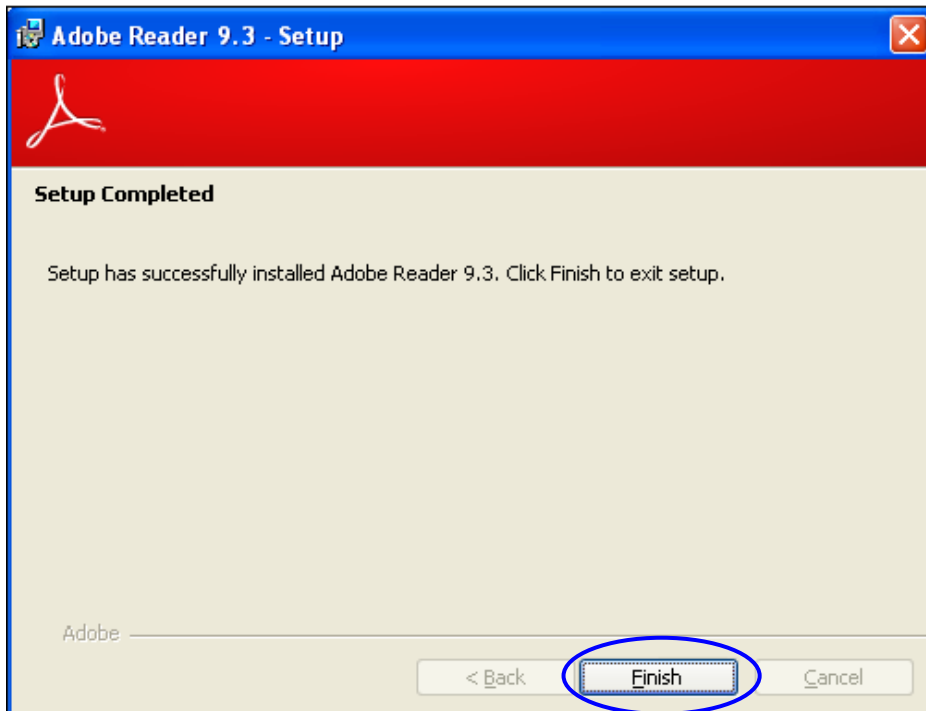 Adobe Reader 9.3 - Setup
Setup Completed
Setup has successfully installed Adobe Reader 9.3. Click Finish to exit setup.
Adobe
< Back Finish Cancel